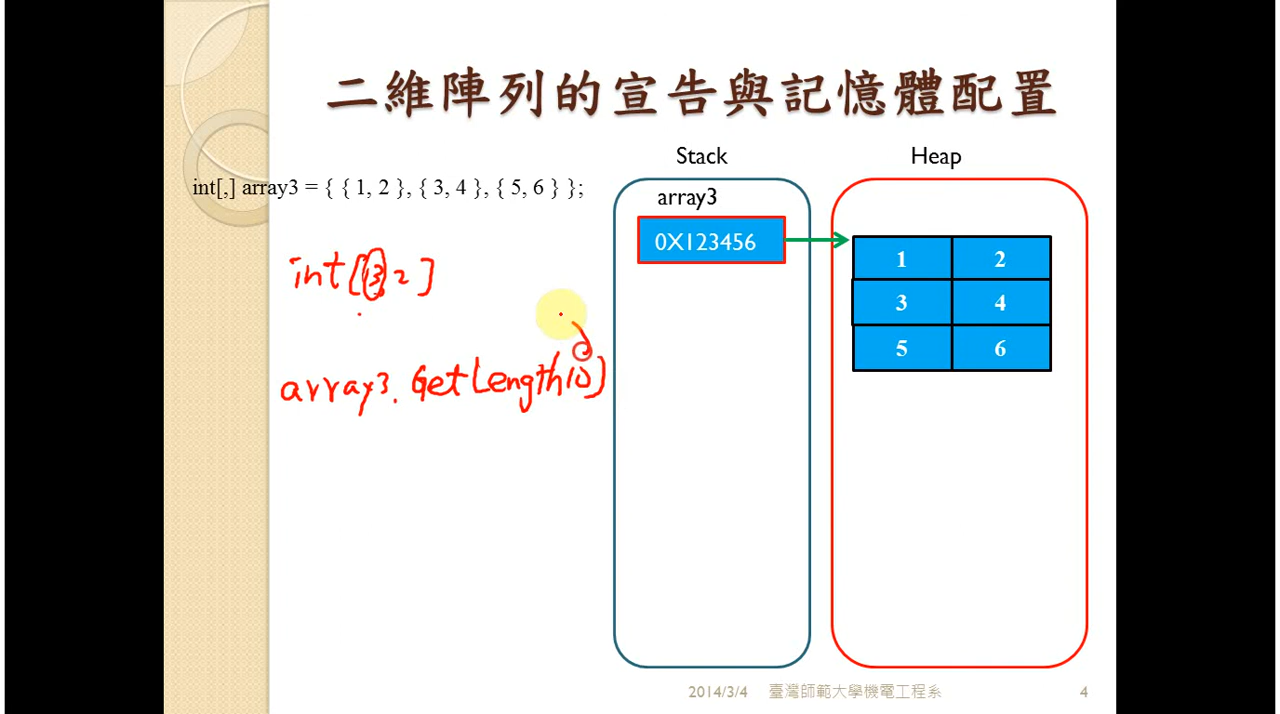 二維陣列的宣告與記憶體配置
Stack
Heap
int[,] array3 = { { 1, 2 }, { 3, 4 }, { 5, 6 } };
array3
0X123456
1 2
3 4
5 6
int[3,2]
array3.GetLength(0)
2014/3/4 臺灣師範大學機電工程系 4